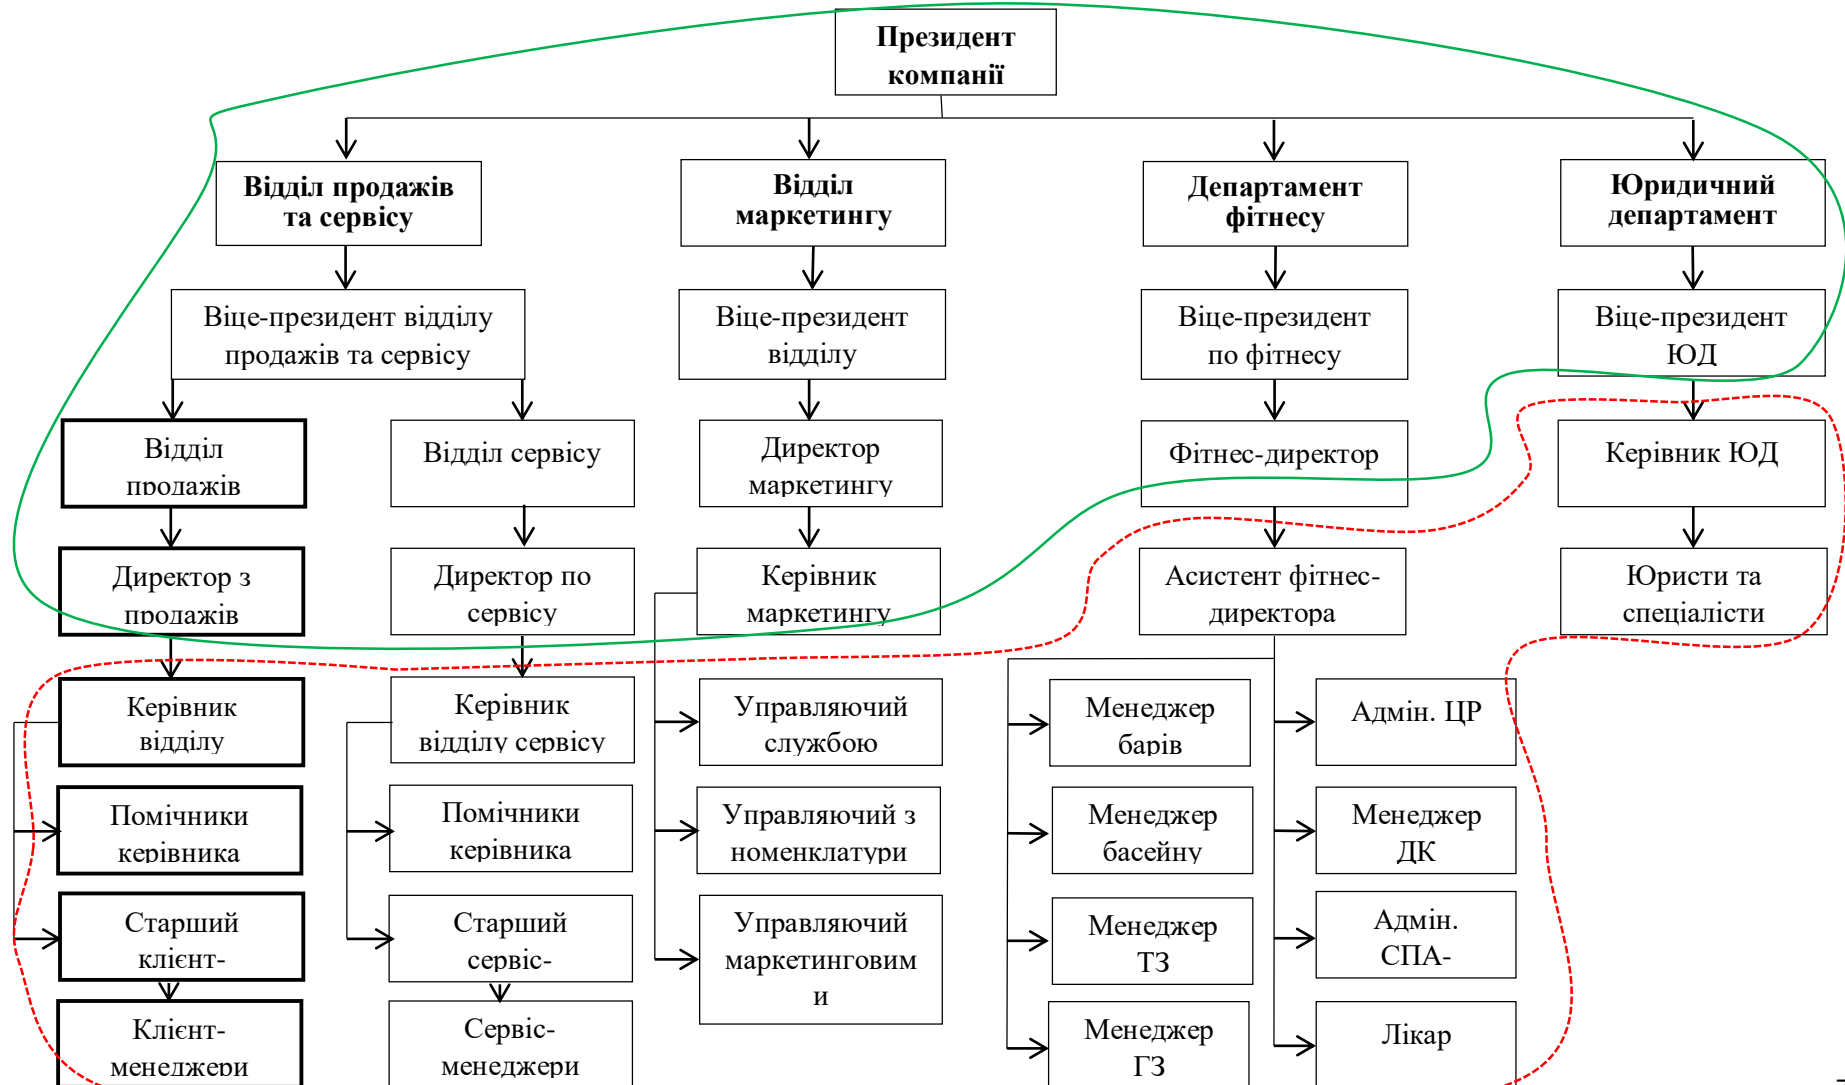 Президент
компанії
Відділ продажів
та сервісу
Відділ
маркетингу
Департамент
фітнесу
Юридичний
департамент
Віце-президент відділу
продажів та сервісу
Віце-президент
відділу
Віце-президент
по фітнесу
Віце-президент
ЮД
Відділ
продажів
Відділ сервісу
Директор
маркетингу
Фітнес-директор
Керівник ЮД
Директор з
продажів
Директор по
сервісу
Керівник
маркетингу
Асистент фітнес-
директора
Юристи та
спеціалісти
Керівник
відділу
Керівник
відділу сервісу
Управляючий
службою
Менеджер
барів
Адмін. ЦР
Помічники
керівника
Помічники
керівника
Управляючий з
номенклатури
Менеджер
басейну
Менеджер
ДК
Старший
клієнт-
Старший
сервіс-
Управляючий
маркетинговим
и
Менеджер
ТЗ
Адмін.
СПА-
Клієнт-
менеджери
Сервіс-
менеджери
Менеджер
ГЗ
Лікар